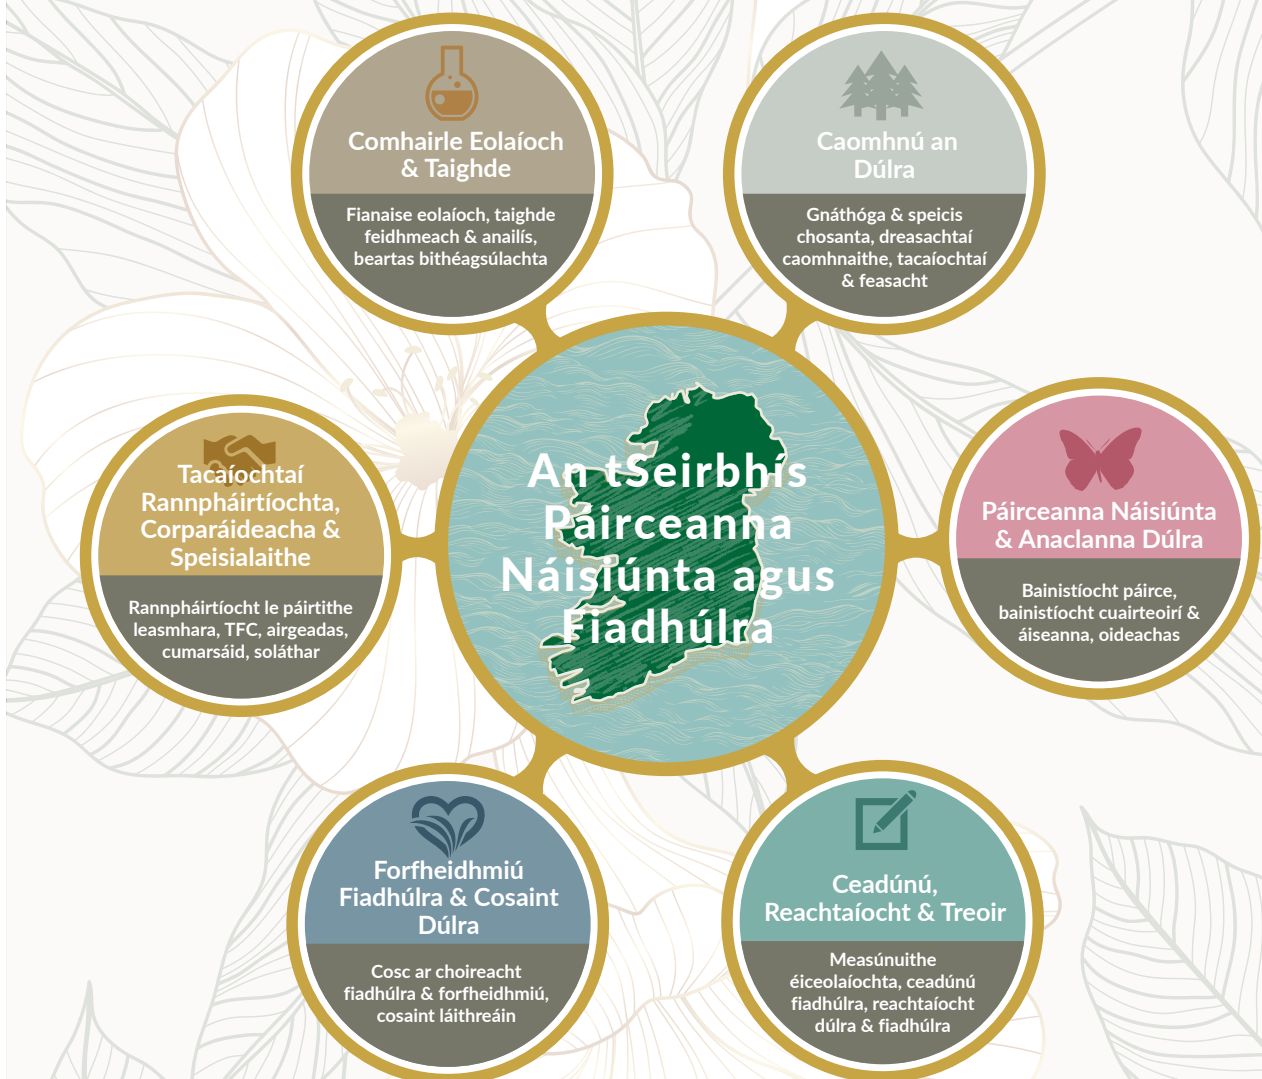 Comhairle Eolaíoch
& Taighde
Fianaise eolaíoch, taighde
feidhmeach & anailís,
beartas bithéagsúlachta
Caomhnú an
Dúlra
Gnáthóga & speicis
chosanta, dreasachtaí
caomhnaithe, tacaíochtaí
& feasacht
Tacaíochtaí
Rannpháirtíochta,
Corparáideacha &
Speisialaithe
Rannpháirtíocht le páirtithe
leasmhara, TFC, airgeadas,
cumarsáid, soláthar
An tSeirbhís
Páirceanna
Náisiúnta agus
Fiadhúlra
Páirceanna Náisiúnta
& Anaclanna Dúlra
Bainistíocht páirce,
bainistíocht cuairteoirí &
áiseanna, oideachas
Forfheidhmiú
Fiadhúlra & Cosaint
Dúlra
Cosc ar choireacht
fiadhúlra & forfheidhmiú,
cosaint láithreáin
Ceadúnú,
Reachtaíocht & Treoir
Measúnuithe
éiceolaíochta, ceadúnú
fiadhúlra, reachtaíocht
dúlra & fiadhúlra